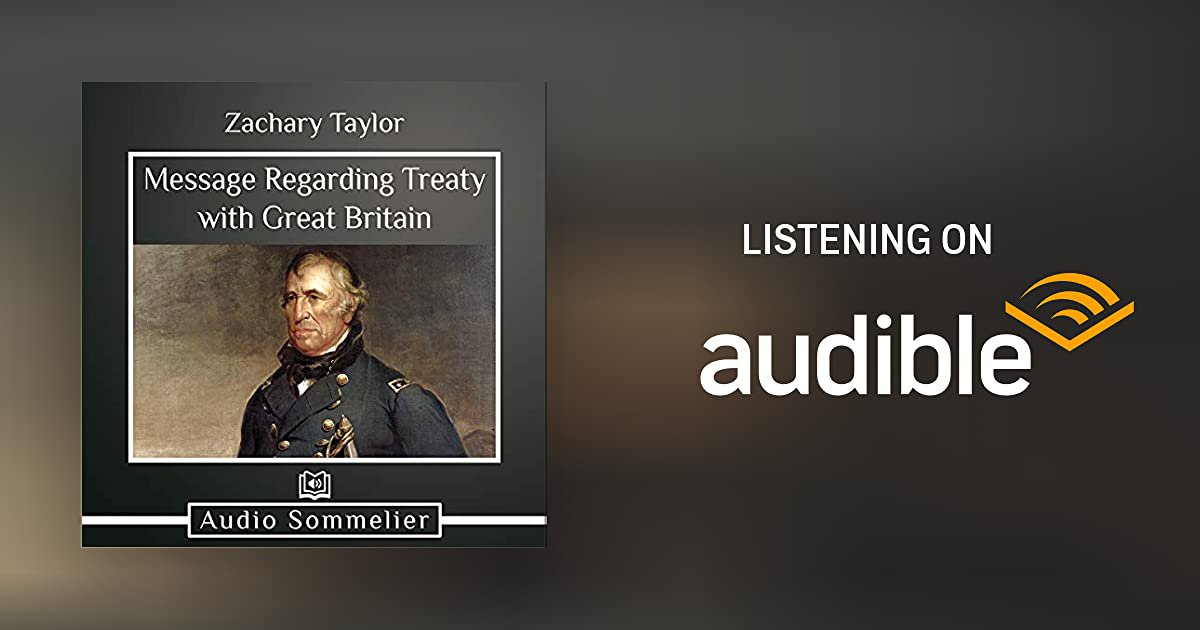 Zachary Taylor
Message Regarding Treaty
with Great Britain
Audio Sommelier
LISTENING ON
audible